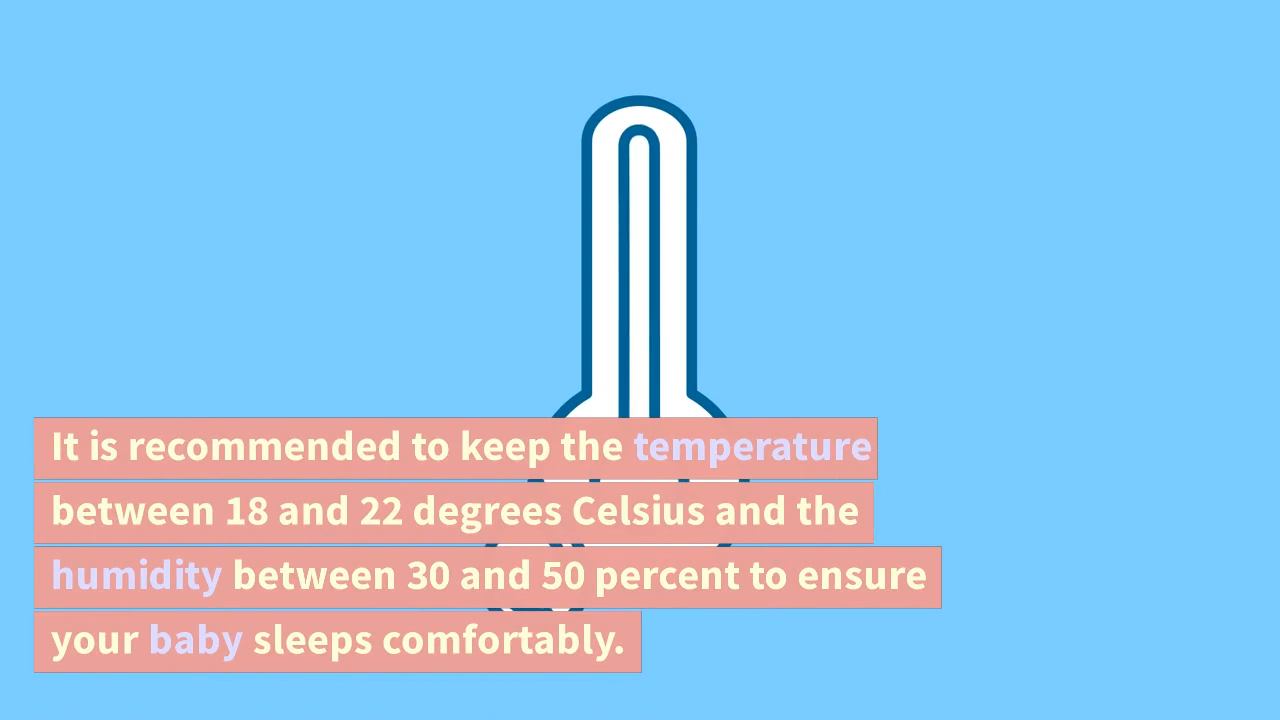 It is recommended to keep the temperature
between 18 and 22 degrees Celsius and the
humidity between 30 and 50 percent to ensure
your baby sleeps comfortably.